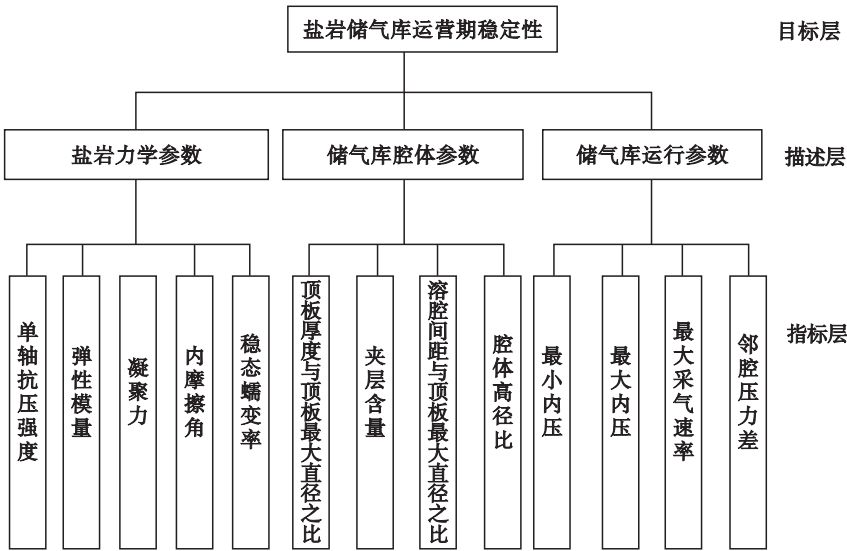 盐岩储气库运营期稳定性
目标层
盐岩力学参数
储气库腔体参数
储气库运行参数
描述层
单轴抗压强度
弹性模量
凝聚力
内摩擦角
稳态蠕变率
顶板厚度与顶板最大直径之比
夹层含量
溶腔间距与顶板最大直径之比
腔体高径比
最小内压
最大内压
最大采气速率
邻腔压力差
指标层